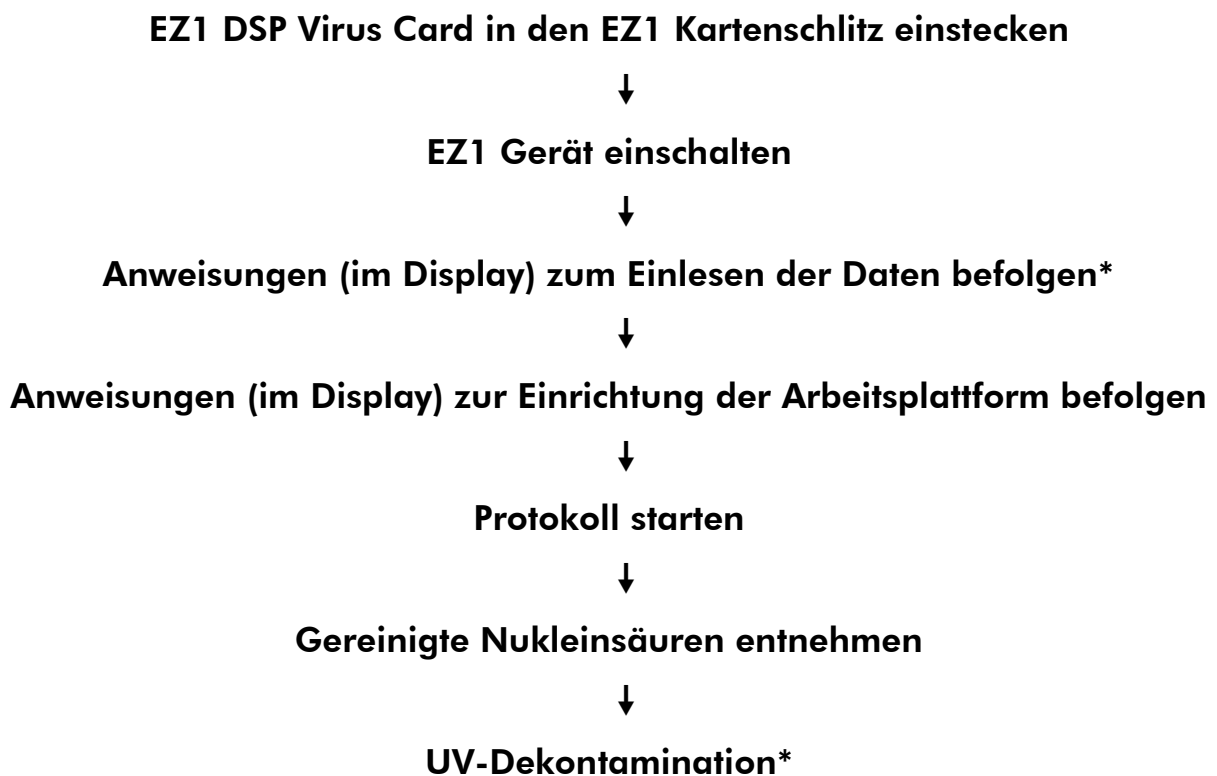 EZ1 DSP Virus Card in den EZ1 Kartenschlitz einstecken
↓
EZ1 Gerät einschalten
↓
Anweisungen (im Display) zum Einlesen der Daten befolgen*
↓
Anweisungen (im Display) zur Einrichtung der Arbeitsplattform befolgen
↓
Protokoll starten
↓
Gereinigte Nukleinsäuren entnehmen
↓
UV-Dekontamination*